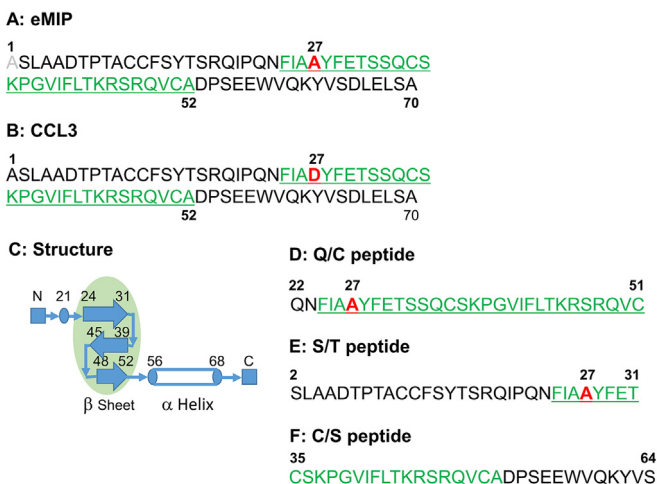 A: eMIP
1 27
ASLAADTPTACCFSYTSRQIPQNFIAAYFETSSQCS
KPGVIFLTKRSRQVCADPSEEWVQKYVSDLELSA
52 70
B: CCL3
1 27
ASLAADTPTACCFSYTSRQIPQNFIADYFETSSQCS
KPGVIFLTKRSRQVCADPSEEWVQKYVSDLELSA
52 70
C: Structure
N 21 24 31
45 39
48 52 56 68 C
β Sheet α Helix
D: Q/C peptide
22 27 51
QNFIAAYFETSSQCSKPGVIFLTKRSRQVC
E: S/T peptide
2 27 31
SLAADTPTACCFSYTSRQIPQNFIAAYFET
F: C/S peptide
35 64
CSKPGVIFLTKRSRQVCADPSEEWVQKYVS